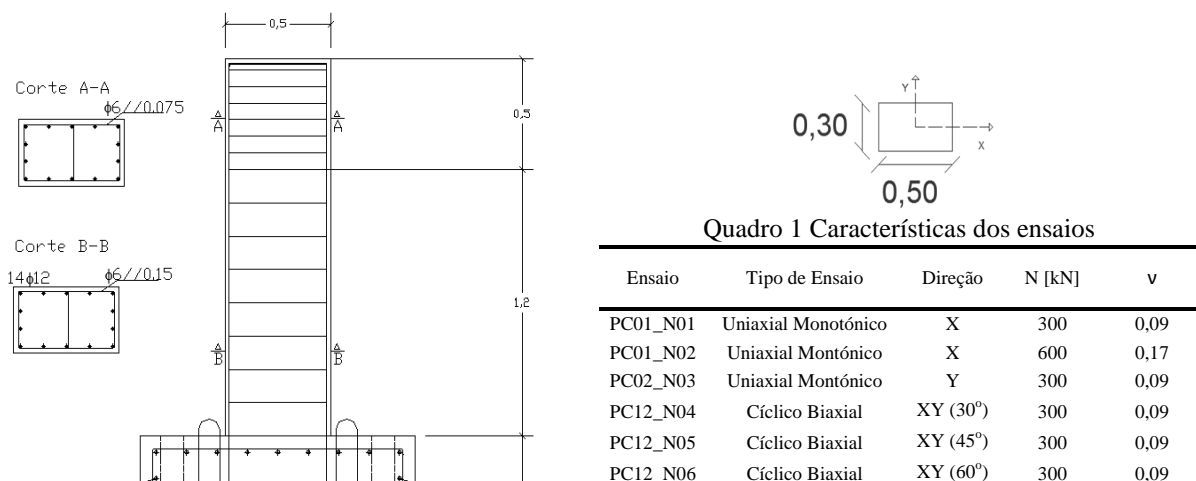 0,5
Corte A-A
ϕ6//0.075
A
A
0,5
Corte B-B
14ϕ12
ϕ6//0.15
B
B
1,2
Y
X
0,30
0,50
Quadro 1 Características dos ensaios
Ensaio Tipo de Ensaio Direção N [kN] ν
PC01_N01 Uniaxial Monotónico X 300 0,09
PC01_N02 Uniaxial Montónico X 600 0,17
PC02_N03 Uniaxial Montónico Y 300 0,09
PC12_N04 Cíclico Biaxial XY (30º) 300 0,09
PC12_N05 Cíclico Biaxial XY (45º) 300 0,09
PC12_N06 Cíclico Biaxial XY (60º) 300 0,09